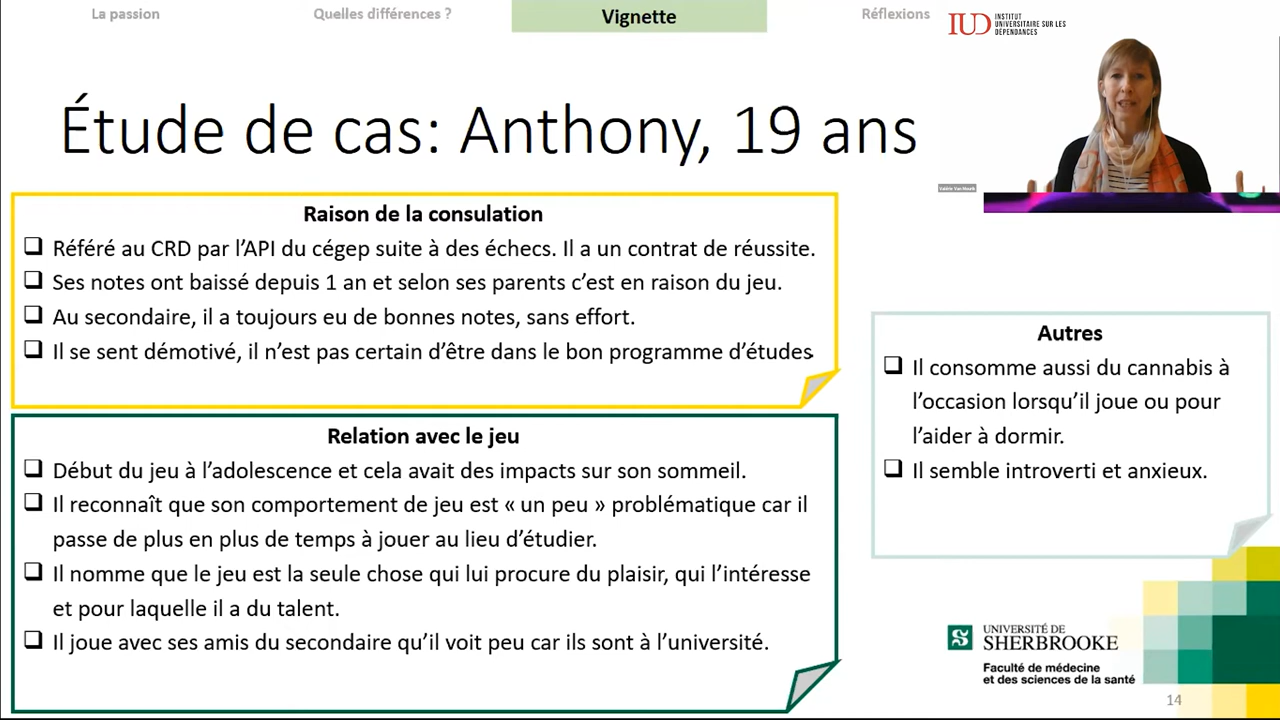 La passion
Quelles différences ?
Vignette
Réflexions
IUD INSTITUT
UNIVERSITAIRE SUR LES
DÉPENDANCES
Étude de cas: Anthony, 19 ans
Raison de la consulation
Référé au CRD par l’API du cégep suite à des échecs. Il a un contrat de réussite.
Ses notes ont baissé depuis 1 an et selon ses parents c’est en raison du jeu.
Au secondaire, il a toujours eu de bonnes notes, sans effort.
Il se sent démotivé, il n’est pas certain d’être dans le bon programme d’études.
Relation avec le jeu
Début du jeu à l’adolescence et cela avait des impacts sur son sommeil.
Il reconnaît que son comportement de jeu est « un peu » problématique car il
passe de plus en plus de temps à jouer au lieu d’étudier.
Il nomme que le jeu est la seule chose qui lui procure du plaisir, qui l’intéresse
et pour laquelle il a du talent.
Il joue avec ses amis du secondaire qu’il voit peu car ils sont à l’université.
Autres
Il consomme aussi du cannabis à
l’occasion lorsqu’il joue ou pour
l’aider à dormir.
Il semble introverti et anxieux.
UNIVERSITÉ DE
SHERBROOKE
Faculté de médecine
et des sciences de la santé
14